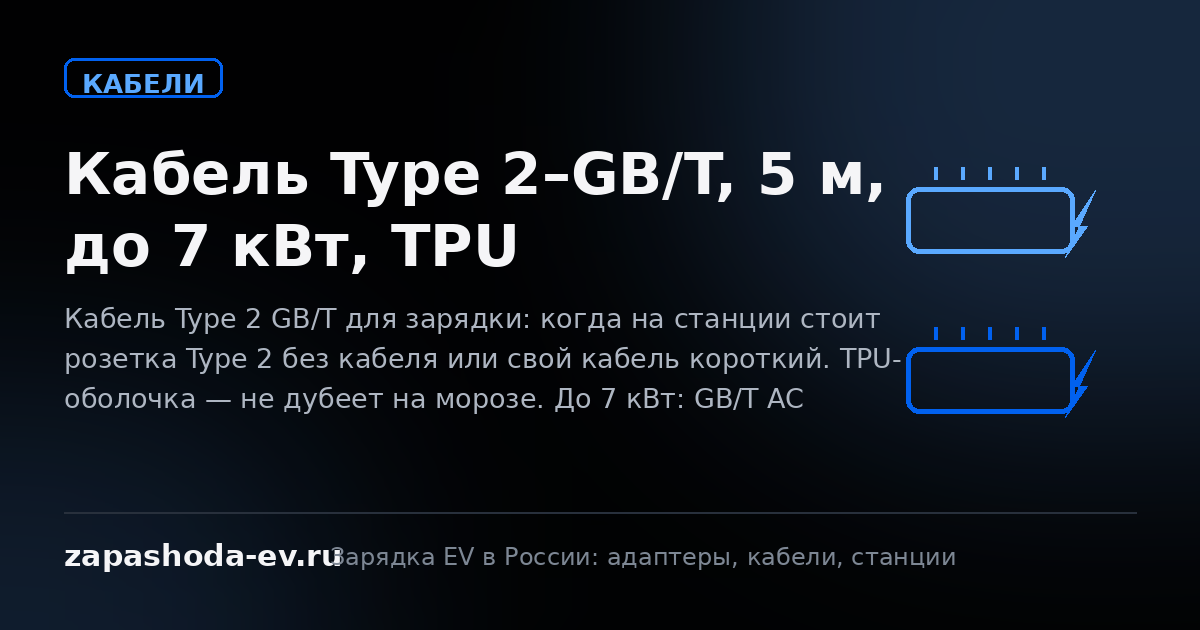 КАБЕЛИ
Кабель Type 2–GB/T, 5 м,
до 7 кВт, TPU
Кабель Type 2 GB/T для зарядки: когда на станции стоит
розетка Type 2 без кабеля или свой кабель короткий. TPU-
оболочка — не дубеет на морозе. До 7 кВт: GB/T AC
zapashoda-ev.ru Зарядка EV в России: адаптеры, кабели, станции